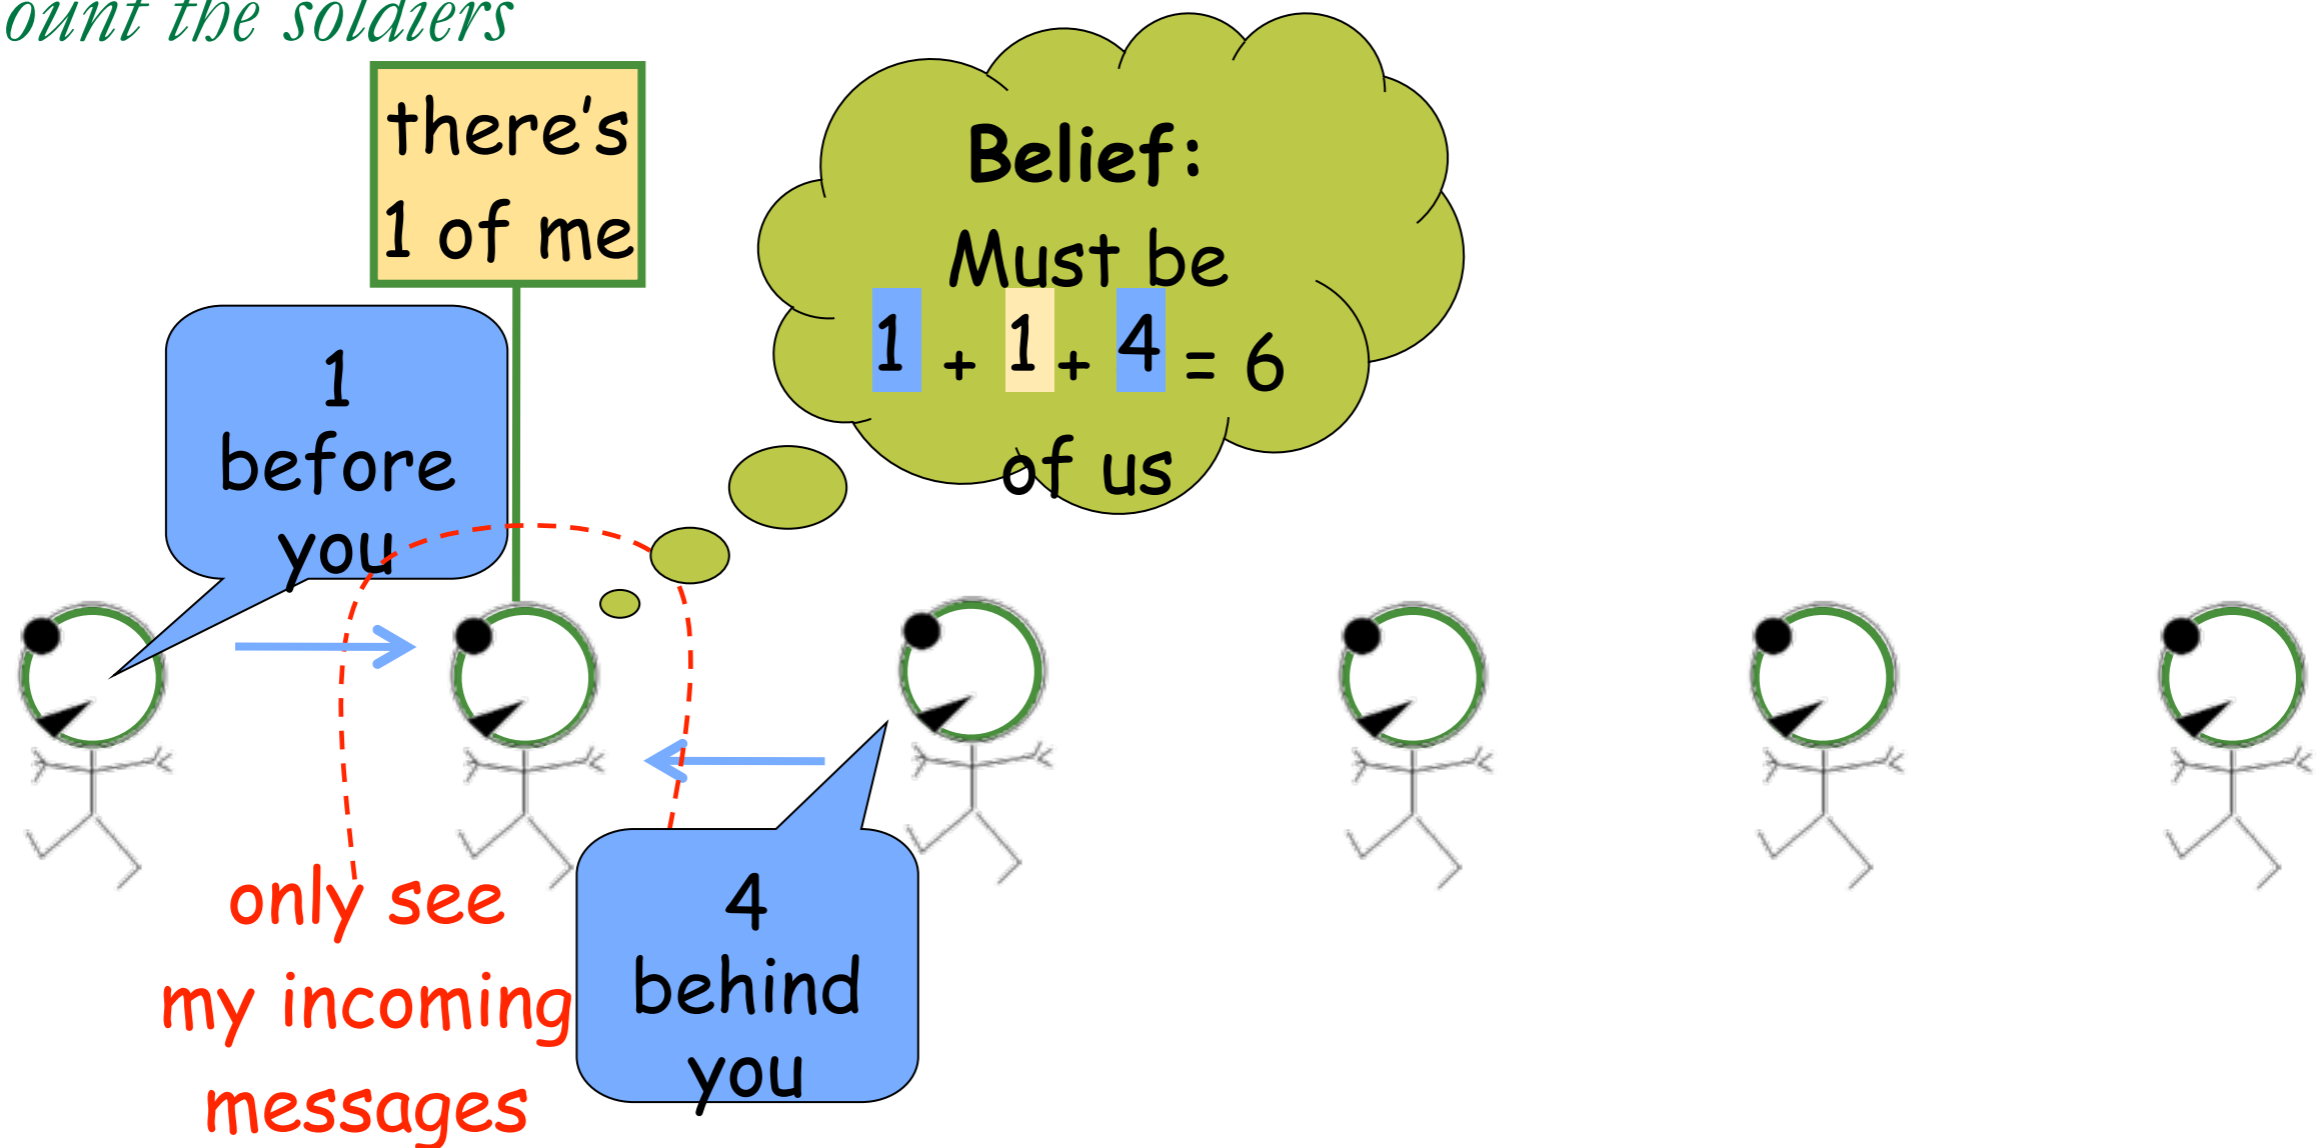 ount the soldiers
there's
1 of me
1
before
you
Belief:
Must be
1 + 1 + 4 = 6
of us
only see
my incoming
messages
4
behind
you